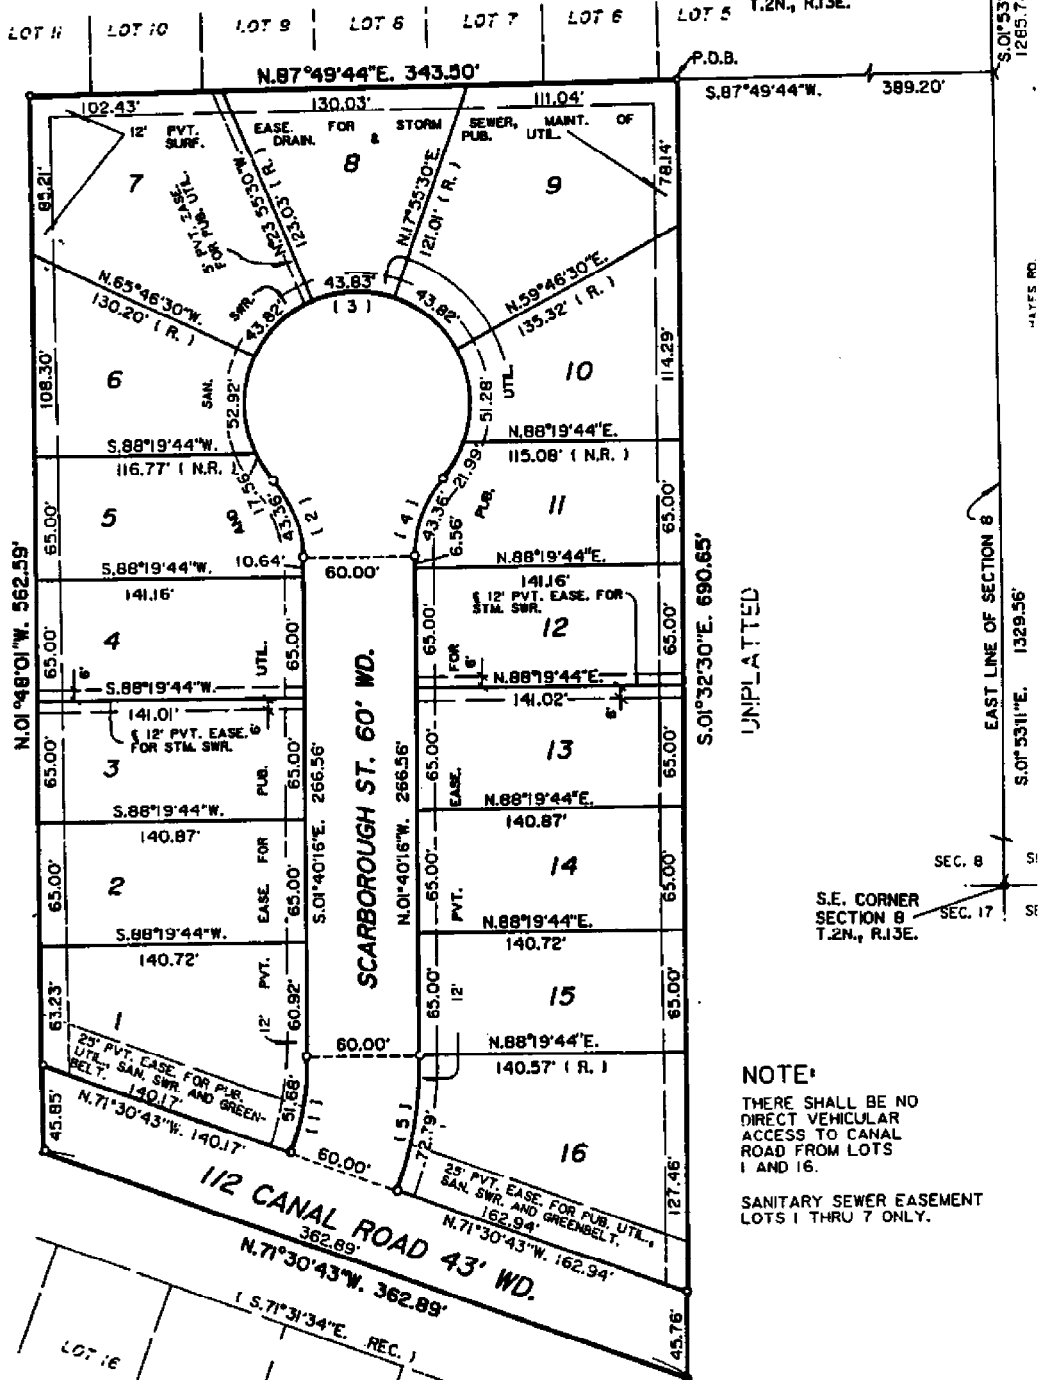 LOT 11
LOT 10
LOT 9
LOT 8
LOT 7
LOT 6
LOT 5
T.2N., R.13E.
P.O.B.
N.87°49'44"E. 343.50'
S.87°49'44"W.
389.20'
102.43'
130.03'
111.04'
12' PVT. EASE. FOR STORM SEWER, MAINT. OF
SURF. DRAIN. & PUB. UTIL.
85.21'
7
8
9
78.14'
5' PVT. EASE.
FOR PUB. UTIL.
N.23°55'30"W.
123.03' ( R. )
N.17°55'30"E.
121.01' ( R. )
N.65°46'30"W.
130.20' ( R. )
N.59°46'30"E.
135.32' ( R. )
SWR.
43.82'
43.83'
( 3 )
43.82'
108.30'
6
SAN.
52.92'
51.28'
UTIL.
10
114.29'
S.88°19'44"W.
116.77' ( N.R. )
N.88°19'44"E.
115.08' ( N.R. )
AND
17.56'
43.36'
( 2 )
( 4 )
43.36'
21.99'
PUB.
65.00'
5
11
65.00'
S.88°19'44"W.
10.64'
60.00'
6.56'
N.88°19'44"E.
141.16'
141.16'
℄ 12' PVT. EASE. FOR
STM. SWR.
65.00'
4
UTIL.
65.00'
65.00'
FOR
12
65.00'
6'
S.88°19'44"W.
6'
N.88°19'44"E.
141.01'
6'
141.02'
6'
℄ 12' PVT. EASE.
FOR STM. SWR.
65.00'
3
PUB.
65.00'
65.00'
EASE.
13
65.00'
S.88°19'44"W.
N.88°19'44"E.
140.87'
140.87'
65.00'
2
EASE. FOR
65.00'
65.00'
PVT.
14
65.00'
S.88°19'44"W.
N.88°19'44"E.
140.72'
140.72'
63.23'
1
12' PVT.
60.92'
65.00'
12'
15
65.00'
60.00'
N.88°19'44"E.
140.57' ( R. )
S.01°40'16"E. 266.56'
SCARBOROUGH ST. 60' WD.
N.01°40'16"W. 266.56'
N.01°48'01"W. 562.59'
S.01°32'30"E. 690.65'
UNPLATTED
EAST LINE OF SECTION 8
S.01°53'11"E. 1329.56'
1285.7
HAYES RD.
SEC. 8
SEC. 17
S.E. CORNER
SECTION 8
T.2N., R.13E.
25' PVT. EASE. FOR PUB.
UTIL., SAN. SWR. AND GREEN-
BELT.
140.17'
N.71°30'43"W. 140.17'
51.68'
( 1 )
60.00'
( 5 )
72.79'
16
127.46'
25' PVT. EASE. FOR PUB. UTIL.,
SAN. SWR. AND GREENBELT.
162.94'
N.71°30'43"W. 162.94'
45.85'
45.76'
1/2 CANAL ROAD 43' WD.
362.89'
N.71°30'43"W. 362.89'
( S.71°31'34"E. REC. )
LOT 16
NOTE:
THERE SHALL BE NO
DIRECT VEHICULAR
ACCESS TO CANAL
ROAD FROM LOTS
1 AND 16.
SANITARY SEWER EASEMENT
LOTS 1 THRU 7 ONLY.